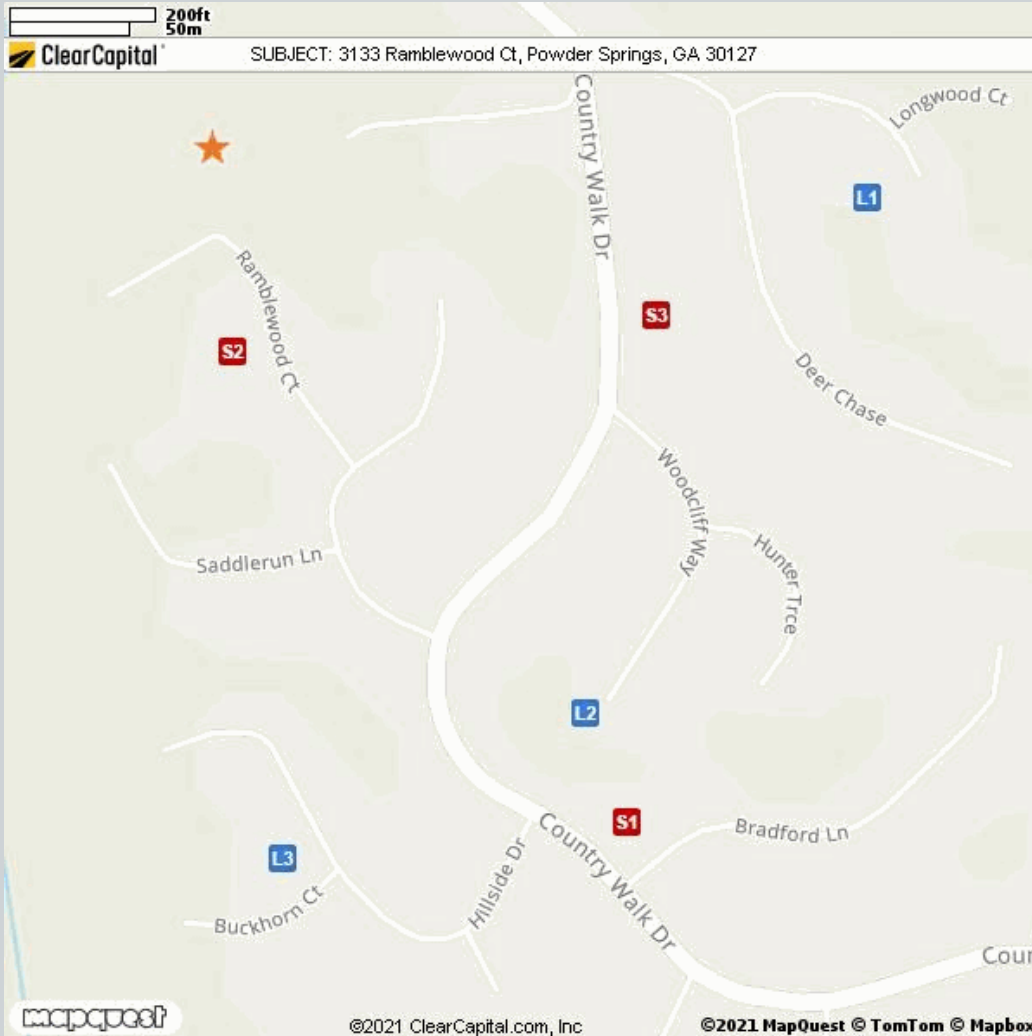 200ft
50m
ClearCapital
SUBJECT: 3133 Ramblewood Ct, Powder Springs, GA 30127
Country Walk Dr
Longwood Ct
L1
Ramblewood Ct
S3
S2
Deer Chase
Woodcliff Way
Saddlerun Ln
Hunter Trce
L2
S1
Bradford Ln
Country Walk Dr
L3
Hillside Dr
Buckhorn Ct
Coun
mapquest
©2021 ClearCapital.com, Inc
©2021 MapQuest © TomTom © Mapbox